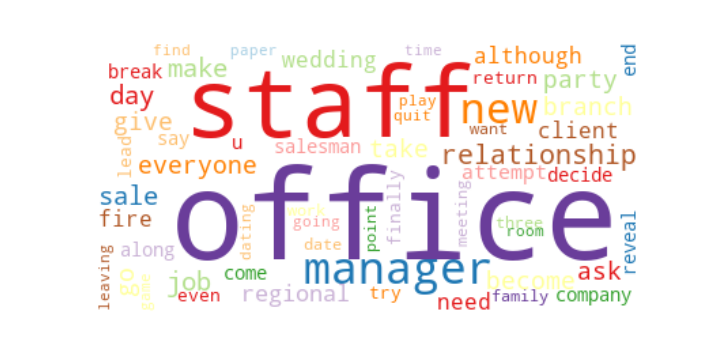 find paper time
break make wedding although end
day staff return party
play new branch
give quit
say u want client
lead salesman take relationship
everyone attempt decide
sale office
fire finally meeting
dating work going point three room reveal
along date
leaving manager
go job come become ask
game even regional try need family company